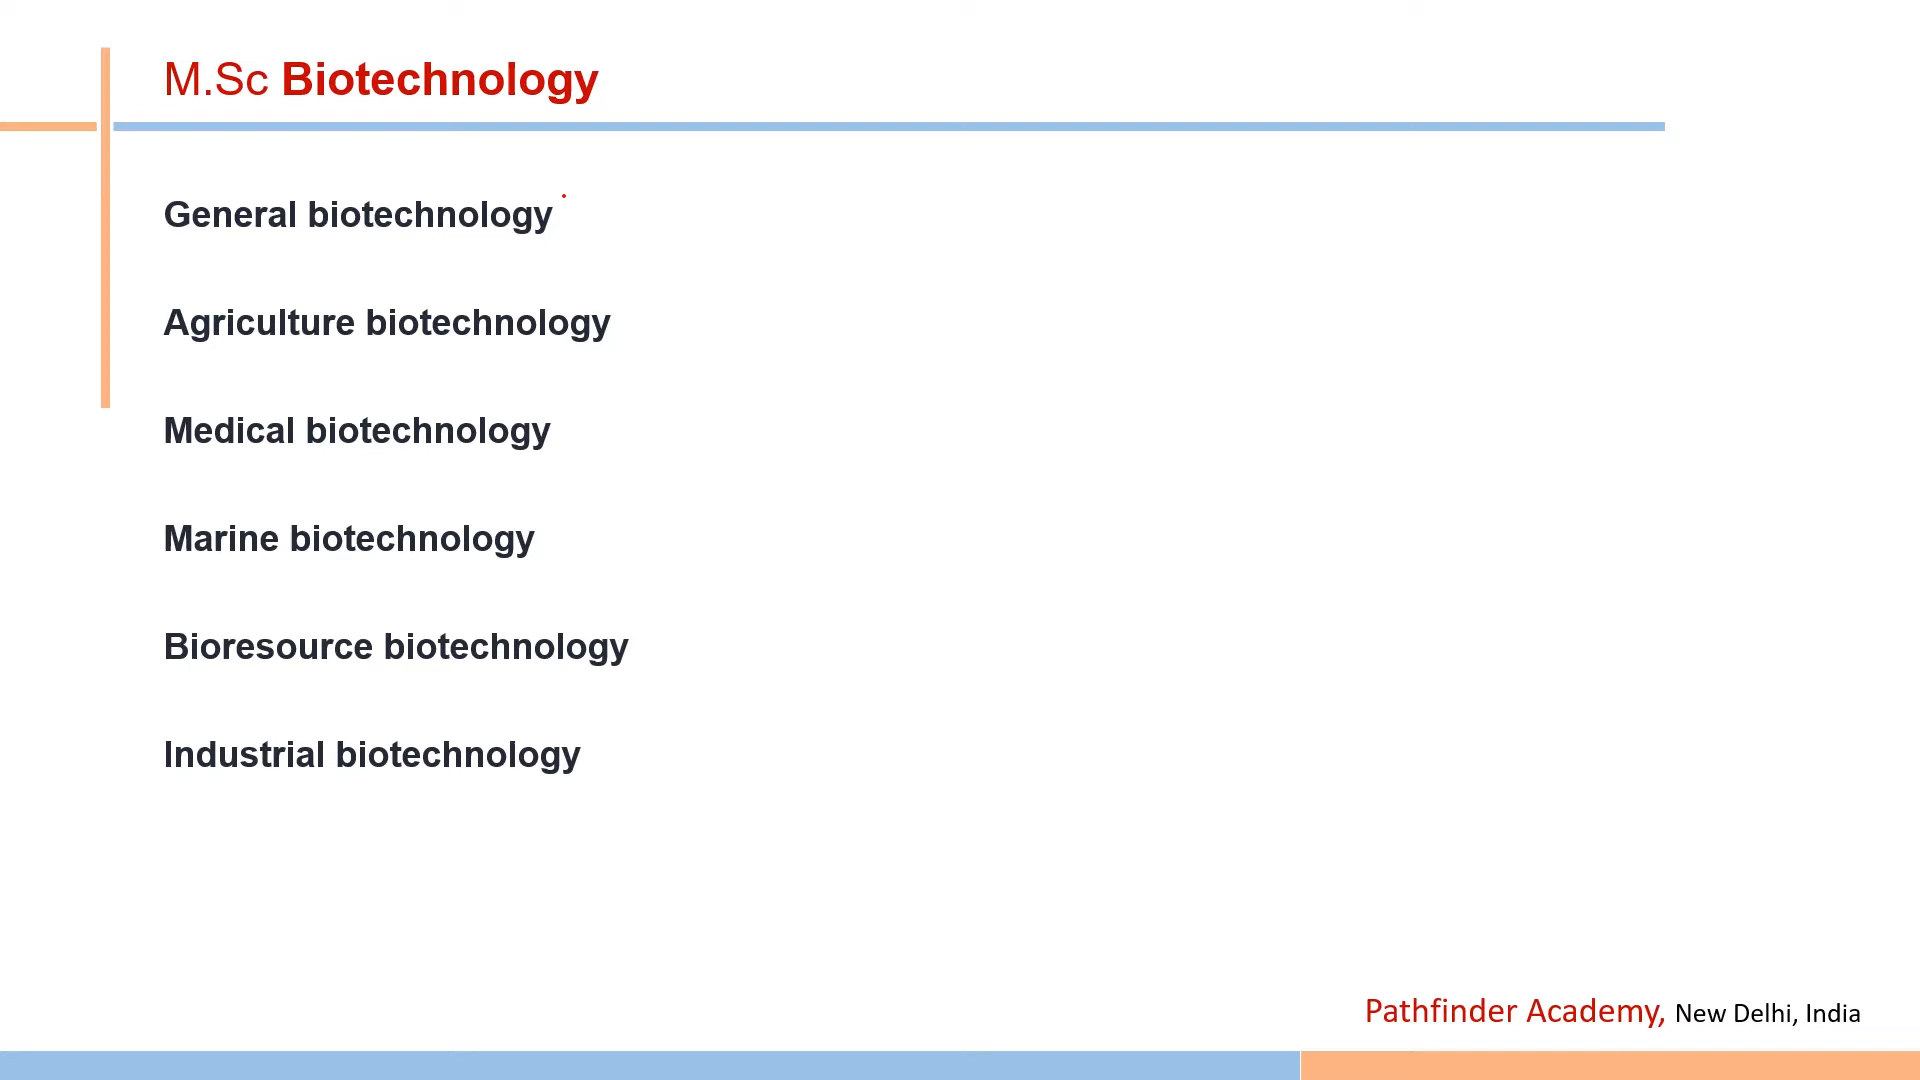 M.Sc Biotechnology
General biotechnology
Agriculture biotechnology
Medical biotechnology
Marine biotechnology
Bioresource biotechnology
Industrial biotechnology
Pathfinder Academy, New Delhi, India